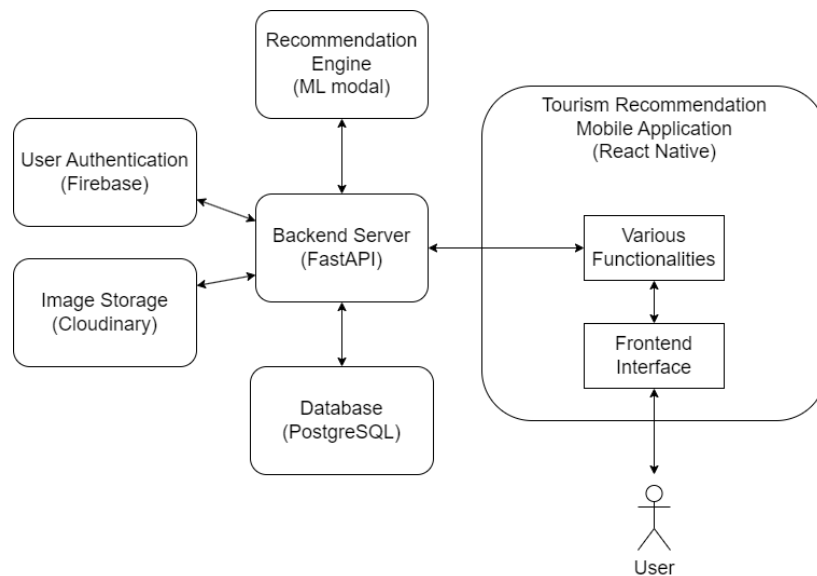 Recommendation
Engine
(ML modal)
Tourism Recommendation
Mobile Application
(React Native)
User Authentication
(Firebase)
Backend Server
(FastAPI)
Various
Functionalities
Image Storage
(Cloudinary)
Frontend
Interface
Database
(PostgreSQL)
User